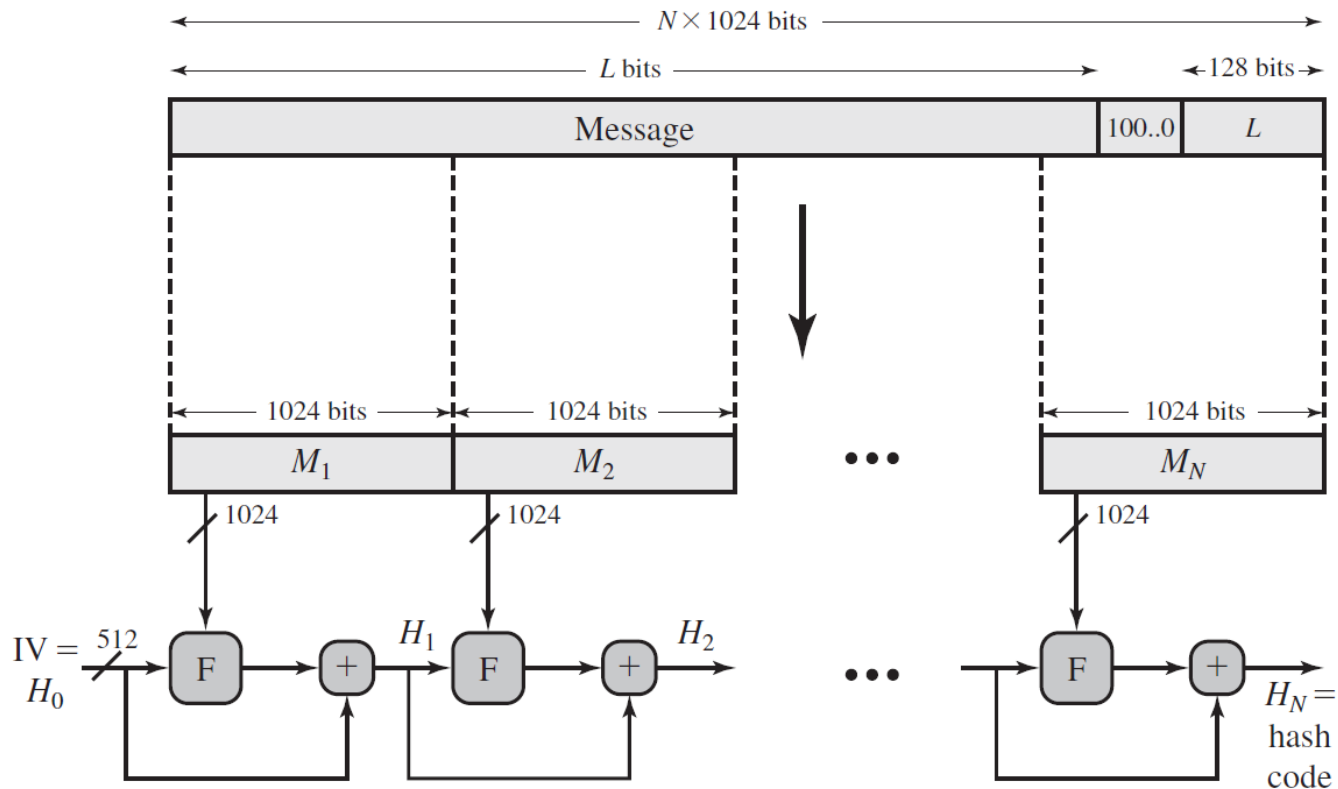 N × 1024 bits
L bits
128 bits
Message
100..0
L
1024 bits
1024 bits
1024 bits
M1
M2
MN
1024
1024
1024
IV =
H0
512
F
+
H1
F
+
H2
F
+
HN =
hash
code